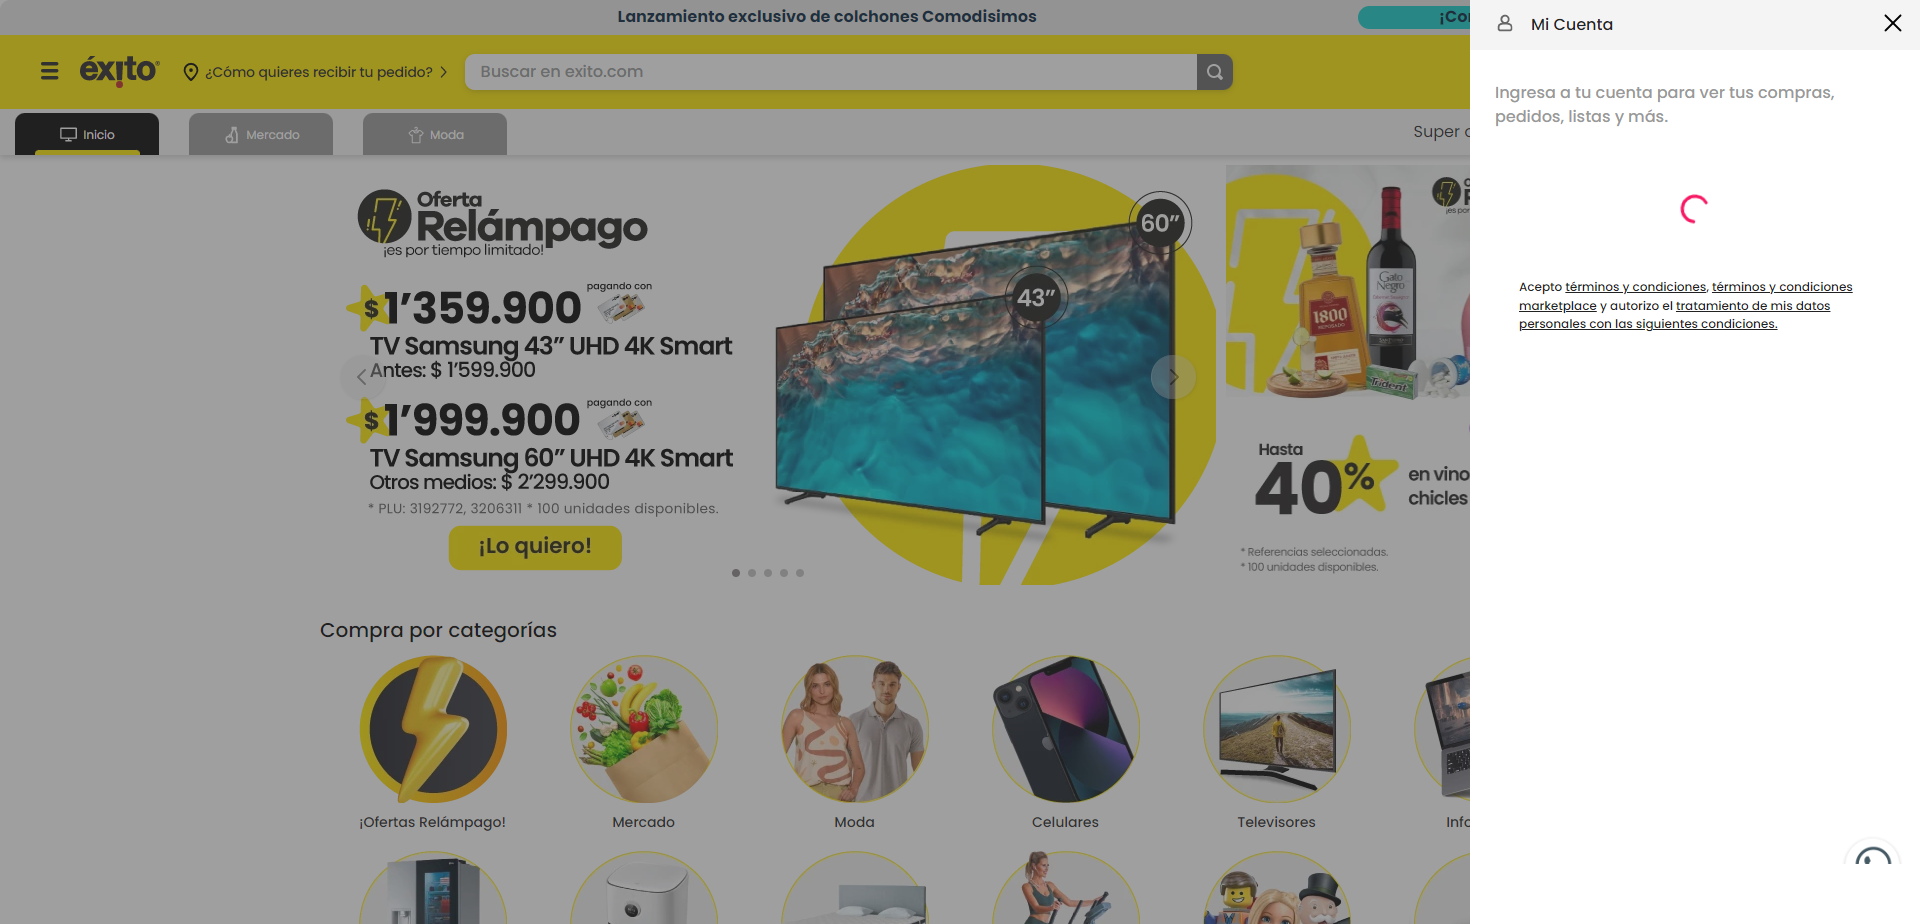 Lanzamiento exclusivo de colchones Comodisimos
éxito
¿Cómo quieres recibir tu pedido?
Buscar en exito.com
Inicio
Mercado
Moda
Super
Mi Cuenta
Ingresa a tu cuenta para ver tus compras,
pedidos, listas y más.
Acepto términos y condiciones, términos y condiciones
marketplace y autorizo el tratamiento de mis datos
personales con las siguientes condiciones.
Oferta
Relámpago
¡es por tiempo limitado!
$1'359.900
pagando con
TV Samsung 43” UHD 4K Smart
Antes: $ 1'599.900
$1'999.900
pagando con
TV Samsung 60” UHD 4K Smart
Otros medios: $ 2'299.900
* PLU: 3192772, 3206311 * 100 unidades disponibles.
¡Lo quiero!
60”
43”
1800
Gato
Negro
Trident
Hasta
40%
en vino
chicles
* Referencias seleccionadas.
* 100 unidades disponibles.
Compra por categorías
¡Ofertas Relámpago!
Mercado
Moda
Celulares
Televisores